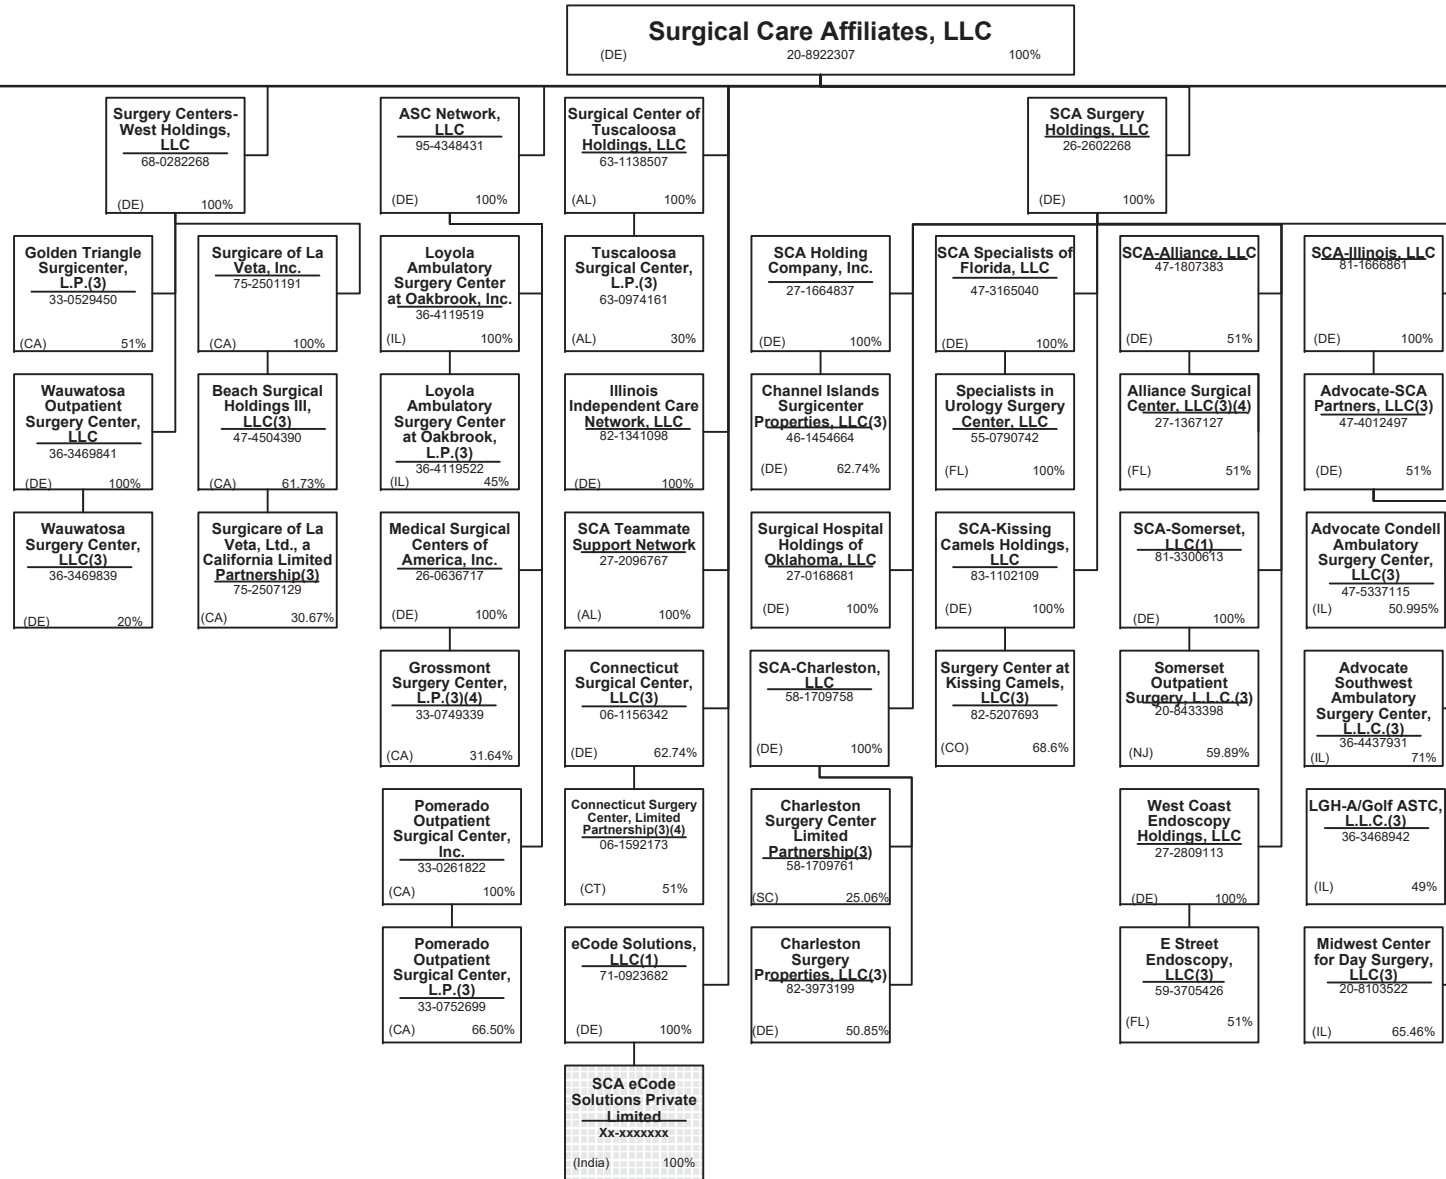 Surgical Care Affiliates, LLC
(DE) 20-8922307 100%
Surgery Centers-
West Holdings,
LLC
68-0282268
(DE) 100%
ASC Network,
LLC
95-4348431
(DE) 100%
Surgical Center of
Tuscaloosa
Holdings, LLC
63-1138507
(AL) 100%
SCA Surgery
Holdings, LLC
26-2602268
(DE) 100%
Golden Triangle
Surgicenter,
L.P.(3)
33-0529450
(CA) 51%
Surgicare of La
Veta, Inc.
75-2501191
(CA) 100%
Loyola
Ambulatory
Surgery Center
at Oakbrook, Inc.
36-4119519
(IL) 100%
Tuscaloosa
Surgical Center,
L.P.(3)
63-0974161
(AL) 30%
SCA Holding
Company, Inc.
27-1664837
(DE) 100%
SCA Specialists of
Florida, LLC
47-3165040
(DE) 100%
SCA-Alliance, LLC
47-1807383
(DE) 51%
SCA-Illinois, LLC
81-1666861
(DE) 100%
Wauwatosa
Outpatient
Surgery Center,
LLC
36-3469841
(DE) 100%
Beach Surgical
Holdings III,
LLC(3)
47-4504390
(CA) 61.73%
Loyola
Ambulatory
Surgery Center
at Oakbrook,
L.P.(3)
36-4119522
(IL) 45%
Illinois
Independent Care
Network, LLC
82-1341098
(DE) 100%
Channel Islands
Surgicenter
Properties, LLC(3)
46-1454664
(DE) 62.74%
Specialists in
Urology Surgery
Center, LLC
55-0790742
(FL) 100%
Alliance Surgical
Center, LLC(3)(4)
27-1367127
(FL) 51%
Advocate-SCA
Partners, LLC(3)
47-4012497
(DE) 51%
Wauwatosa
Surgery Center,
LLC(3)
36-3469839
(DE) 20%
Surgicare of La
Veta, Ltd., a
California Limited
Partnership(3)
75-2507129
(CA) 30.67%
Medical Surgical
Centers of
America, Inc.
26-0636717
(DE) 100%
SCA Teammate
Support Network
27-2096767
(AL) 100%
Surgical Hospital
Holdings of
Oklahoma, LLC
27-0168681
(DE) 100%
SCA-Kissing
Camels Holdings,
LLC
83-1102109
(DE) 100%
SCA-Somerset,
LLC(1)
81-3300613
(DE) 100%
Advocate Condell
Ambulatory
Surgery Center,
LLC(3)
47-5337115
(IL) 50.995%
Grossmont
Surgery Center,
L.P.(3)(4)
33-0749339
(CA) 31.64%
Connecticut
Surgical Center,
LLC(3)
06-1156342
(DE) 62.74%
SCA-Charleston,
LLC
58-1709758
(DE) 100%
Surgery Center at
Kissing Camels,
LLC(3)
82-5207693
(CO) 68.6%
Somerset
Outpatient
Surgery, L.L.C.(3)
20-8433398
(NJ) 59.89%
Advocate
Southwest
Ambulatory
Surgery Center,
L.L.C.(3)
36-4437931
(IL) 71%
Pomerado
Outpatient
Surgical Center,
Inc.
33-0261822
(CA) 100%
Connecticut Surgery
Center, Limited
Partnership(3)(4)
06-1592173
(CT) 51%
Charleston
Surgery Center
Limited
Partnership(3)
58-1709761
(SC) 25.06%
West Coast
Endoscopy
Holdings, LLC
27-2809113
(DE) 100%
LGH-A/Golf ASTC,
L.L.C.(3)
36-3468942
(IL) 49%
Pomerado
Outpatient
Surgical Center,
L.P.(3)
33-0752699
(CA) 66.50%
eCode Solutions,
LLC(1)
71-0923682
(DE) 100%
Charleston
Surgery
Properties, LLC(3)
82-3973199
(DE) 50.85%
E Street
Endoscopy,
LLC(3)
59-3705426
(FL) 51%
Midwest Center
for Day Surgery,
LLC(3)
20-8103522
(IL) 65.46%
SCA eCode
Solutions Private
Limited
Xx-xxxxxxx
(India) 100%